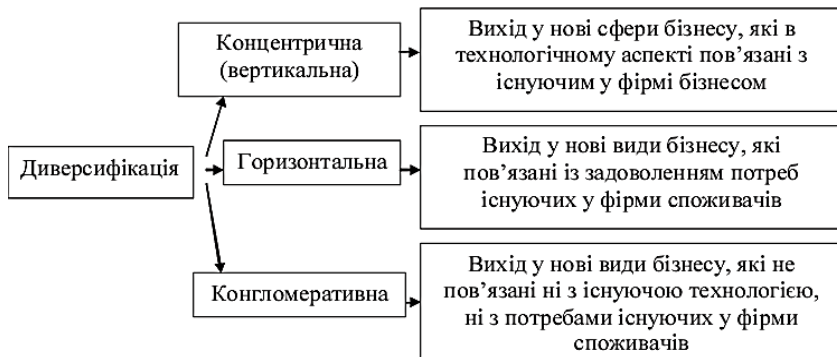 Концентрична
(вертикальна)
Вихід у нові сфери бізнесу, які в
технологічному аспекті пов’язані з
існуючим у фірмі бізнесом
Диверсифікація
Горизонтальна
Вихід у нові види бізнесу, які
пов’язані із задоволенням потреб
існуючих у фірми споживачів
Конгломеративна
Вихід у нові види бізнесу, які не
пов’язані ні з існуючою технологією,
ні з потребами існуючих у фірми
споживачів